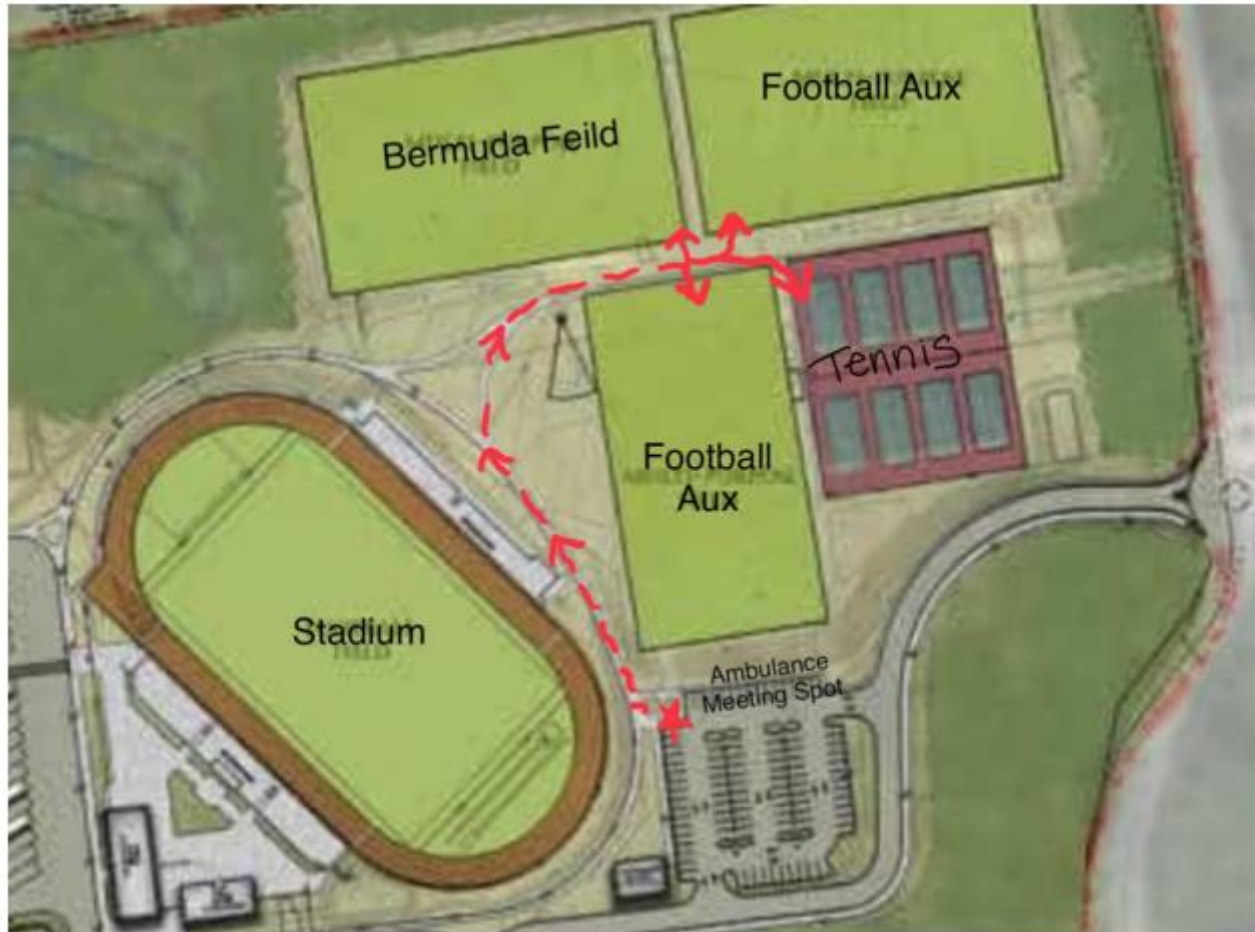 Football Aux
Bermuda Feild
Tennis
Football
Aux
Stadium
Ambulance
Meeting Spot